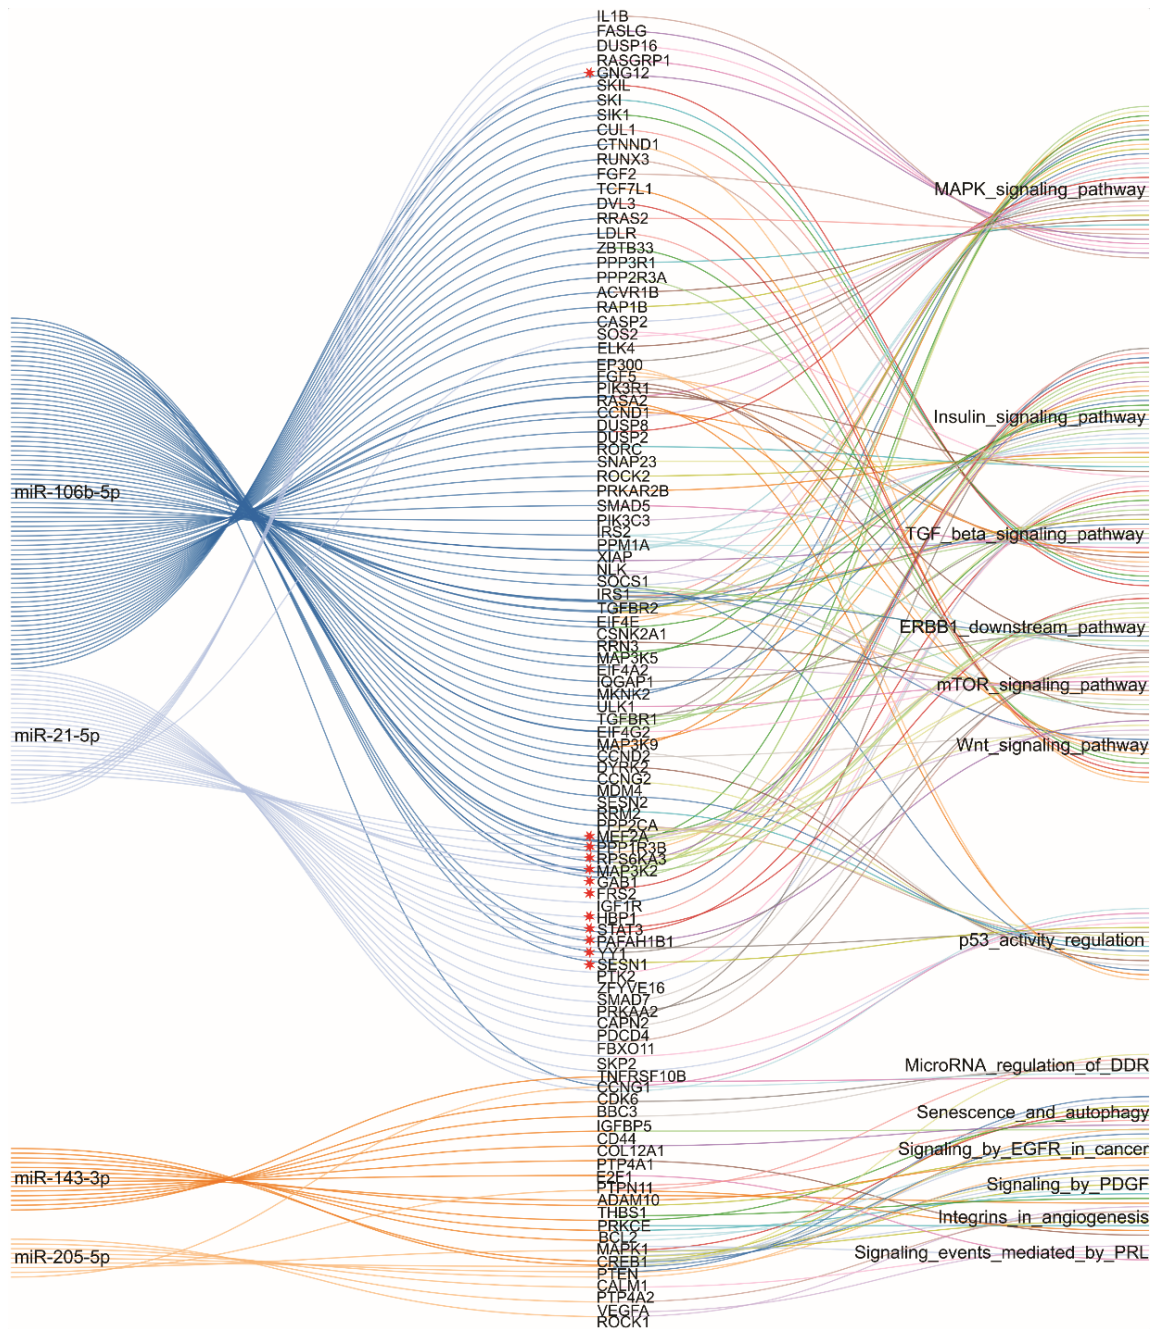 miR-106b-5p
miR-21-5p
miR-143-3p
miR-205-5p
IL1B
FASLG
DUSP16
RASGRP1
GNG12
SKIL
SKI
SIK1
CUL1
CTNND1
RUNX3
FGF2
TCF7L1
DVL3
RRAS2
LDLR
ZBTB33
PPP3R1
PPP2R3A
ACVR1B
RAP1B
CASP2
SOS2
ELK4
EP300
FGF5
PIK3R1
RASA2
CCND1
DUSP8
DUSP2
RORC
SNAP23
ROCK2
PRKAR2B
SMAD5
PIK3C3
IRS2
PPM1A
XIAP
NLK
SOCS1
IRS1
TGFBR2
EIF4E
CSNK2A1
RRN3
MAP3K5
EIF4A2
IQGAP1
MKNK2
ULK1
TGFBR1
EIF4G2
MAP3K9
CCND2
DYRK2
CCNG2
MDM4
SESN2
RRM2
PPP2CA
MEF2A
PPP1R3B
RPS6KA3
MAP3K2
GAB1
FRS2
IGF1R
HBP1
STAT3
PAFAH1B1
YY1
SESN1
PTK2
ZFYVE16
SMAD7
PRKAA2
CAPN2
PDCD4
FBXO11
SKP2
TNFRSF10B
CCNG1
CDK6
BBC3
IGFBP5
CD44
COL12A1
PTP4A1
E2F1
PTPN11
ADAM10
THBS1
PRKCE
BCL2
MAPK1
CREB1
PTEN
CALM1
PTP4A2
VEGFA
ROCK1
MAPK_signaling_pathway
Insulin_signaling_pathway
TGF_beta_signaling_pathway
ERBB1_downstream_pathway
mTOR_signaling_pathway
Wnt_signaling_pathway
p53_activity_regulation
MicroRNA_regulation_of_DDR
Senescence_and_autophagy
Signaling_by_EGFR_in_cancer
Signaling_by_PDGF
Integrins_in_angiogenesis
Signaling_events_mediated_by_PRL